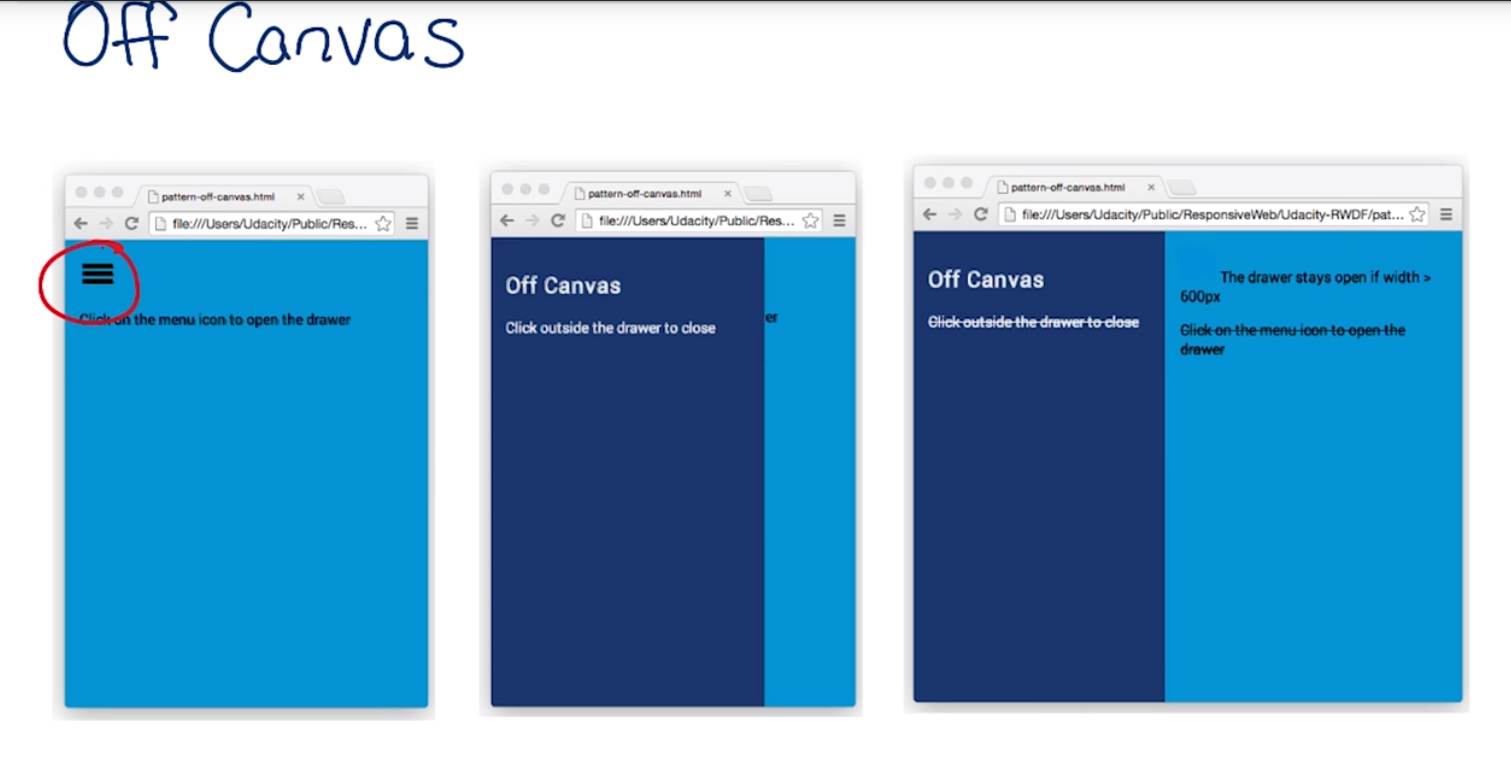 Off Canvas
pattern-off-canvas.html
file:///Users/Udacity/Public/Res...
Click on the menu icon to open the drawer
pattern-off-canvas.html
file:///Users/Udacity/Public/Res...
Off Canvas
Click outside the drawer to close
er
pattern-off-canvas.html
file:///Users/Udacity/Public/ResponsiveWeb/Udacity-RWDF/pat...
Off Canvas
Click outside the drawer to close
The drawer stays open if width >
600px
Click on the menu icon to open the
drawer